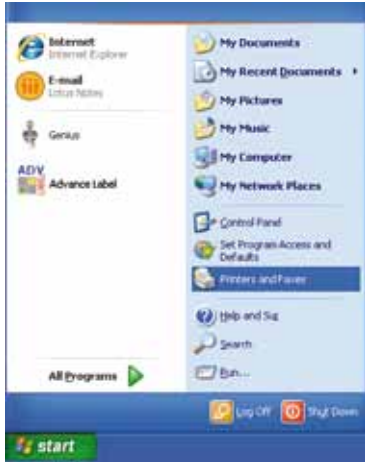 Internet
Internet Explorer
E-mail
Lotus Notes
Genius
ADV
Advance Label
All Programs
My Documents
My Recent Documents
My Pictures
My Music
My Computer
My Network Places
Control Panel
Set Program Access and
Defaults
Printers and Faxes
Help and Sup
Search
Run...
Log Off
Shut Down
start